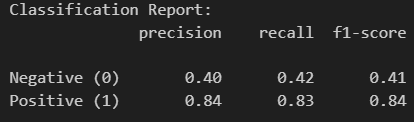 Classification Report:
precision recall f1-score
Negative (0) 0.40 0.42 0.41
Positive (1) 0.84 0.83 0.84